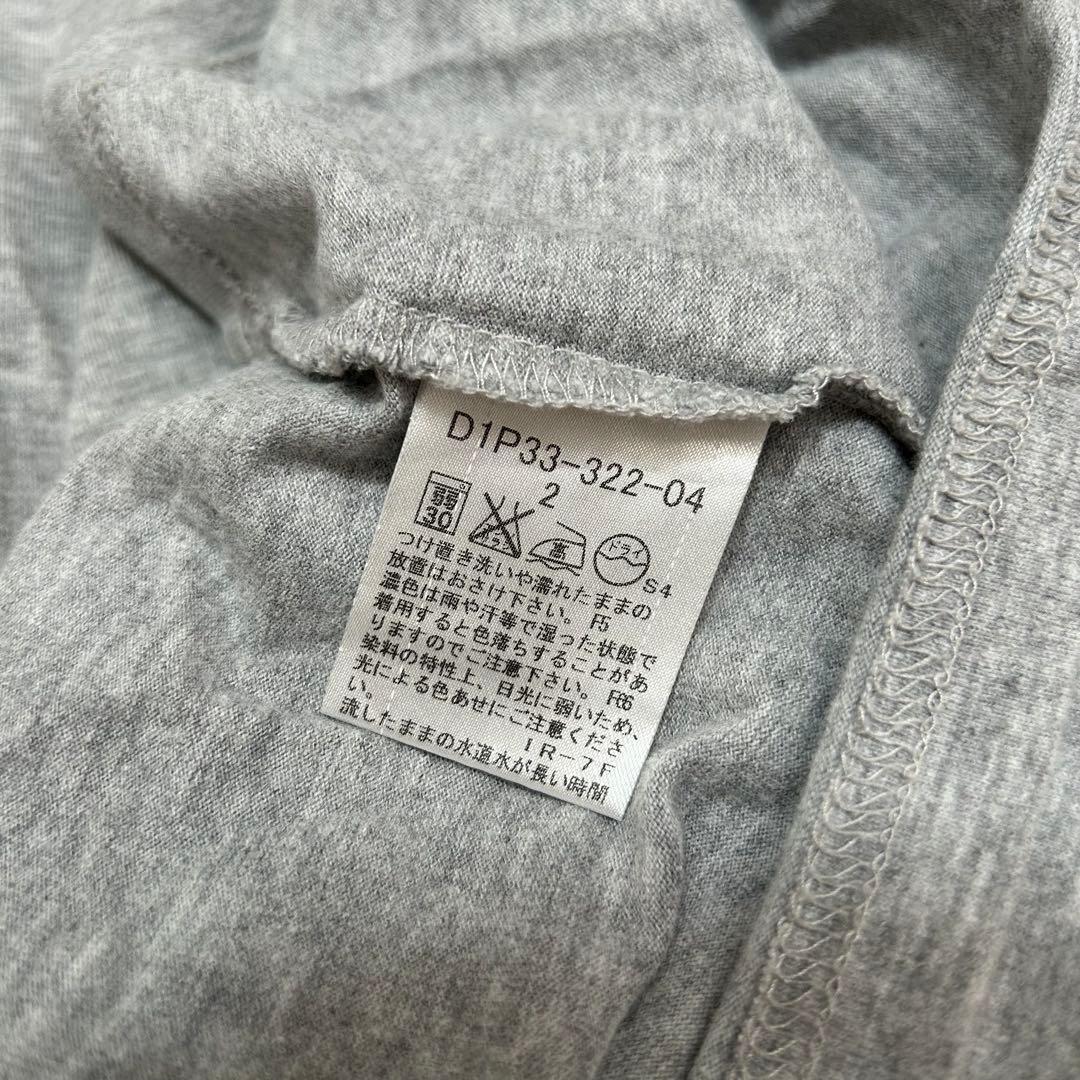 D1P33-322-04
2
弱
30
高
ドライ
S4
つけ置き洗いや濡れたままの
放置はおさけ下さい。 F5
濃色は雨や汗等で湿った状態で
着用すると色落ちすることがあ
りますのでご注意下さい。 F66
染料の特性上、日光に弱いため、
光による色あせにご注意くださ
い。
IR-7F
流したままの水道水が長い時間